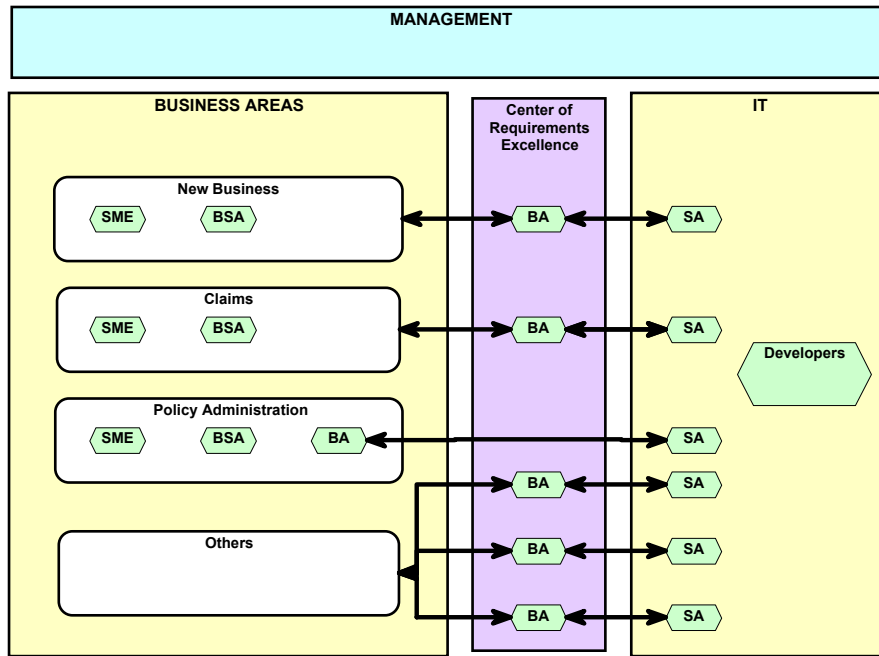 MANAGEMENT
BUSINESS AREAS
Center of
Requirements
Excellence
IT
New Business
SME BSA
BA
SA
Claims
SME BSA
BA
SA
Developers
Policy Administration
SME BSA BA
SA
BA
SA
Others
BA
SA
BA
SA